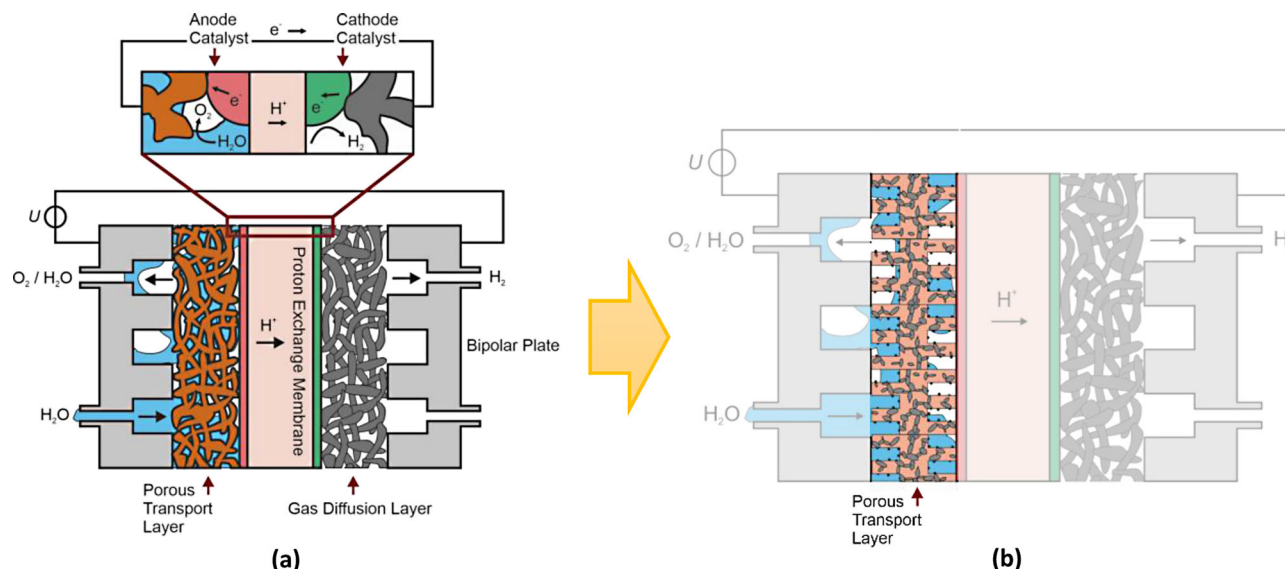 Anode
Catalyst
e⁻
Cathode
Catalyst
O₂
e⁻
H⁺
e⁻
H₂O
H₂
U
O₂ / H₂O
H₂O
H⁺
Proton Exchange Membrane
H₂
Bipolar Plate
Porous
Transport
Layer
Gas Diffusion Layer
(a)
U
O₂ / H₂O
H₂O
H⁺
H
Porous
Transport
Layer
(b)